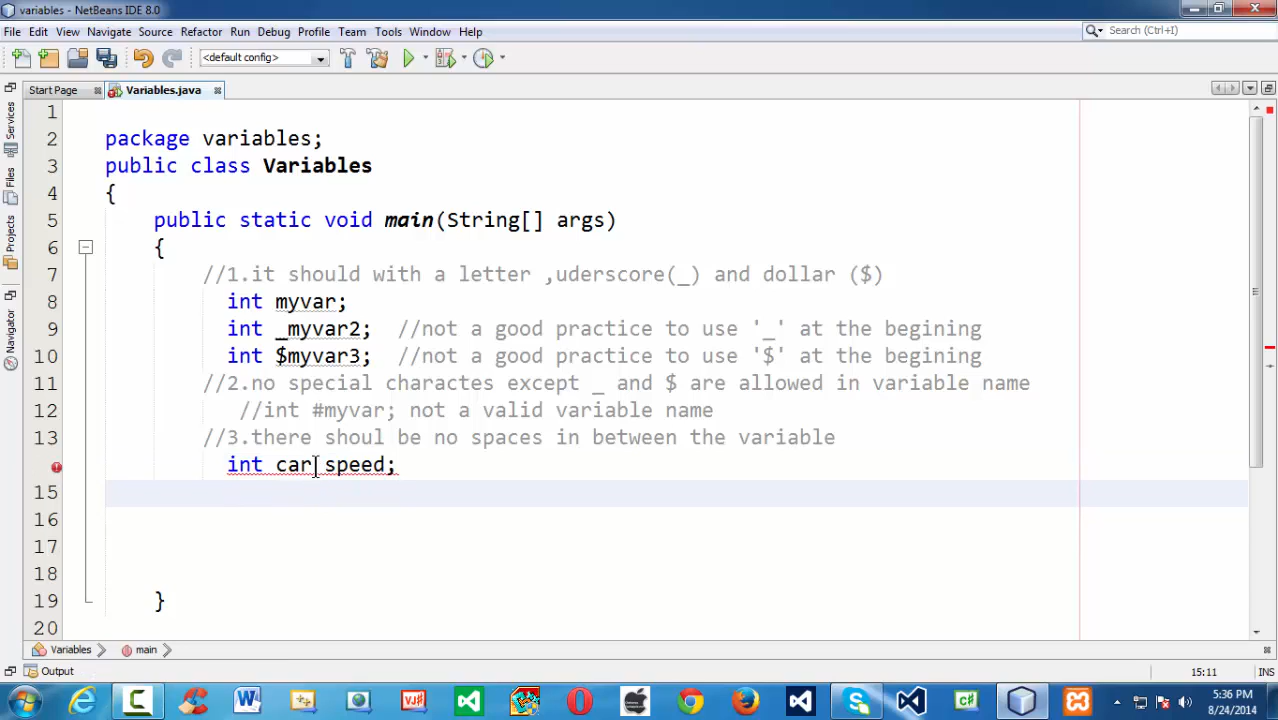 variables - NetBeans IDE 8.0
File Edit View Navigate Source Refactor Run Debug Profile Team Tools Window Help
Search (Ctrl+I)
<default config>
Start Page Variables.java
Services
Files
Projects
Navigator
1
2 package variables;
3 public class Variables
4 {
5 public static void main(String[] args)
6 {
7 //1.it should with a letter ,uderscore(_) and dollar ($)
8 int myvar;
9 int _myvar2; //not a good practice to use '_' at the begining
10 int $myvar3; //not a good practice to use '$' at the begining
11 //2.no special charactes except _ and $ are allowed in variable name
12 //int #myvar; not a valid variable name
13 //3.there shoul be no spaces in between the variable
int car speed;
15
16
17
18
19 }
20
Variables main
Output
15:11 INS
5:36 PM
8/24/2014